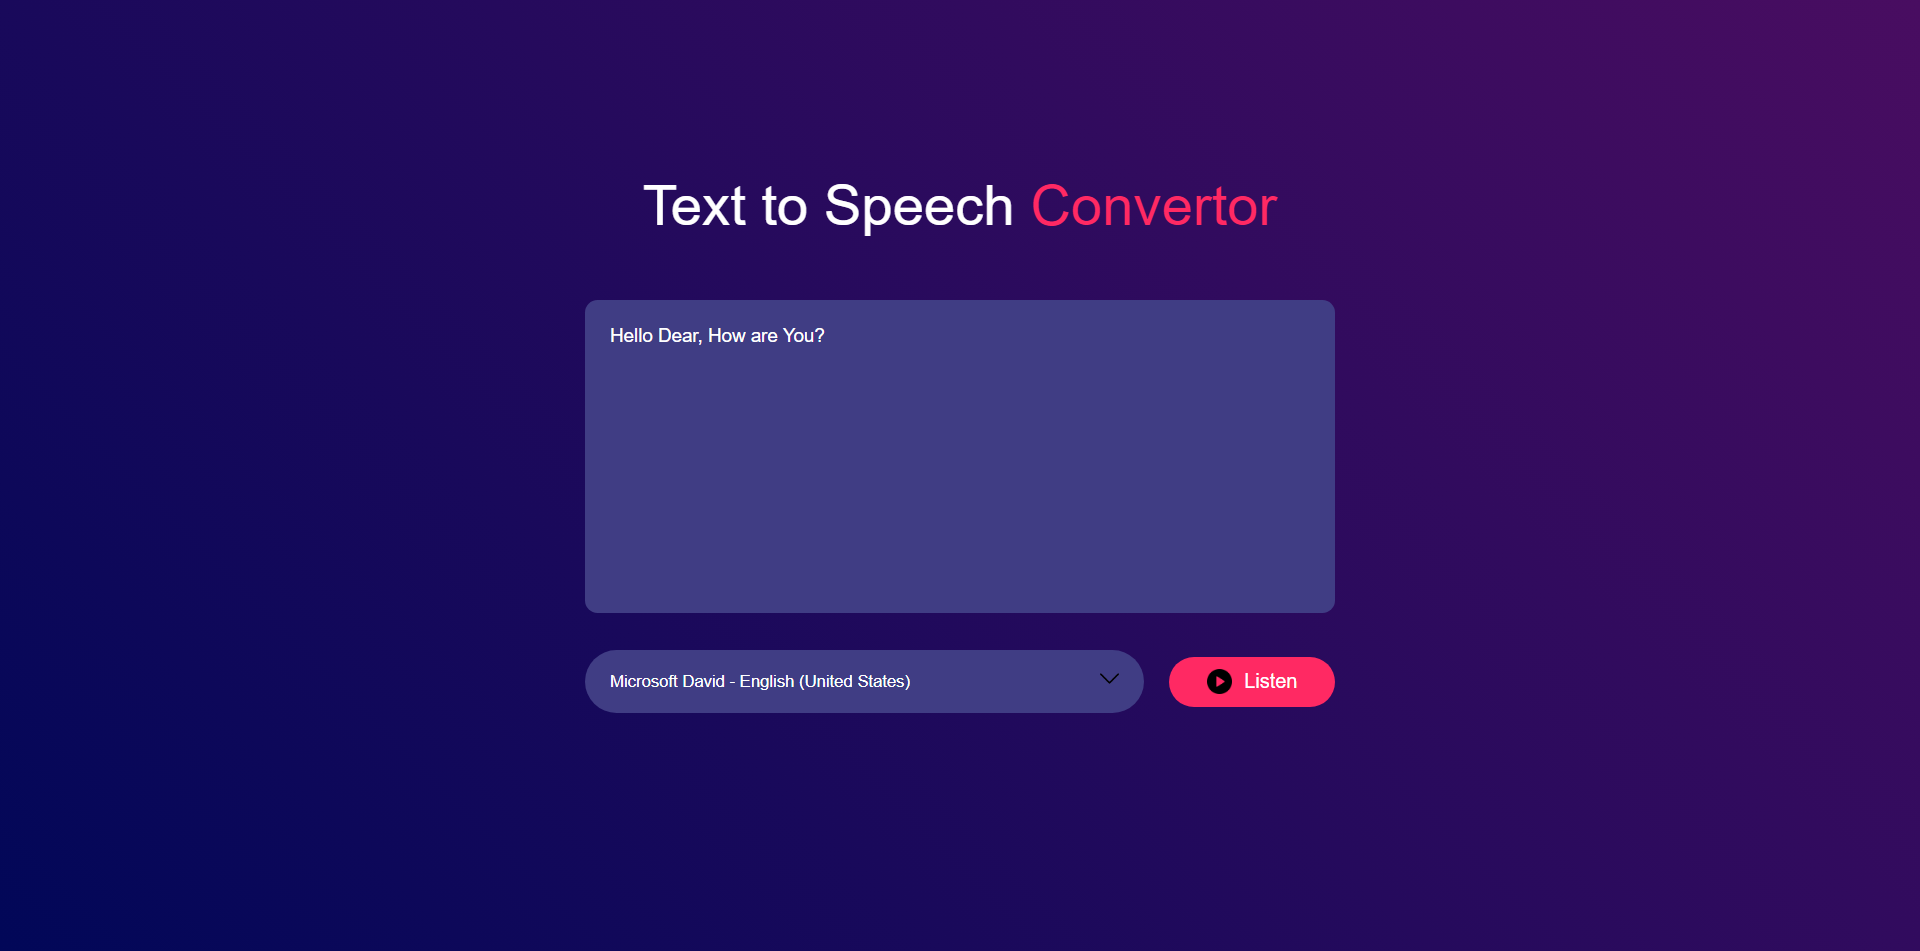 Text to Speech Convertor
Hello Dear, How are You?
Microsoft David - English (United States)
Listen